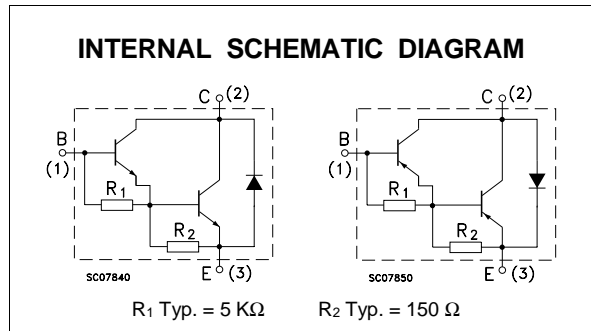 INTERNAL SCHEMATIC DIAGRAM
C (2)
B
(1)
R1
R2
SC07840
E (3)
C (2)
B
(1)
R1
R2
SC07850
E (3)
R1 Typ. = 5 KΩ R2 Typ. = 150 Ω